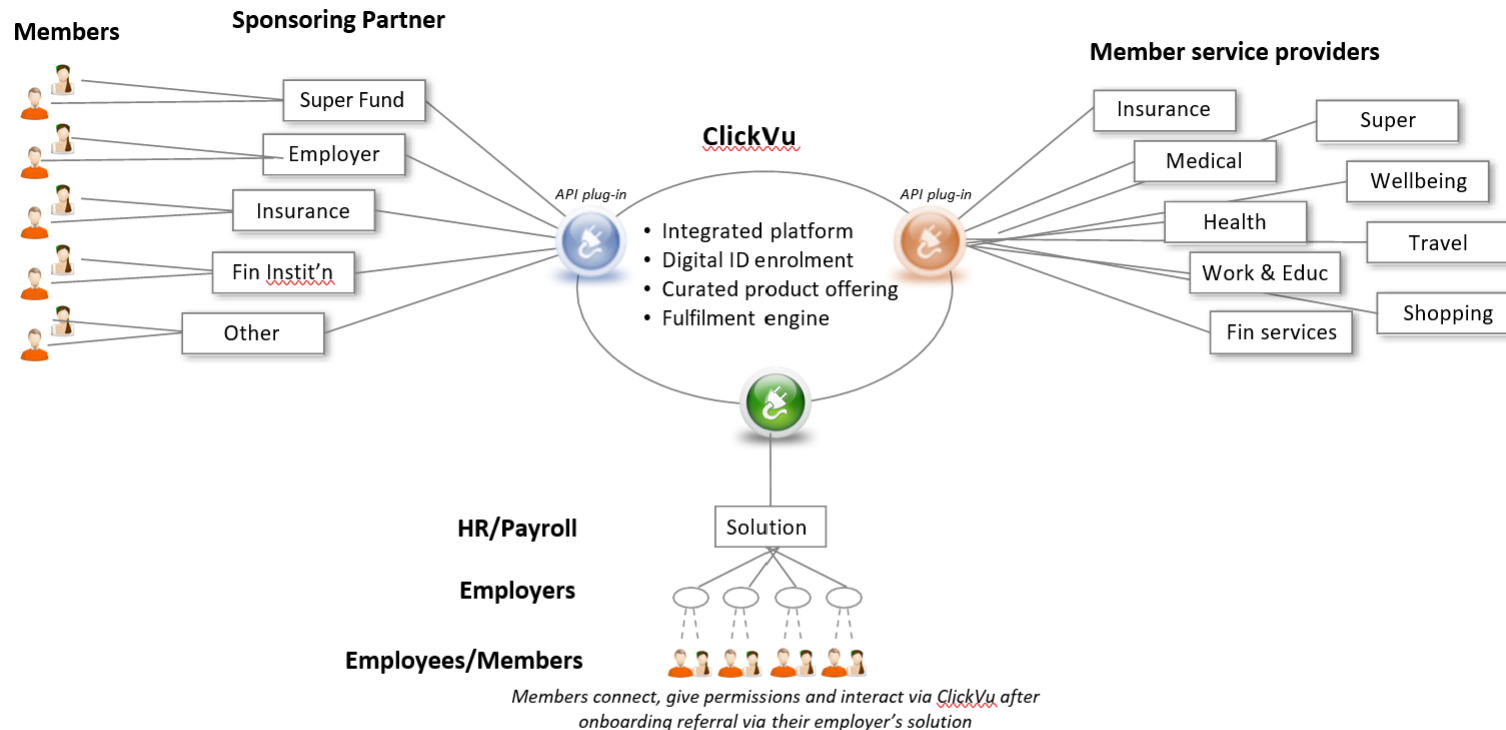 Members
Sponsoring Partner
Super Fund
Employer
Insurance
Fin Instit’n
Other
ClickVu
API plug-in
API plug-in
• Integrated platform
• Digital ID enrolment
• Curated product offering
• Fulfilment engine
Member service providers
Insurance
Super
Medical
Wellbeing
Health
Travel
Work & Educ
Shopping
Fin services
HR/Payroll
Solution
Employers
Employees/Members
Members connect, give permissions and interact via ClickVu after
onboarding referral via their employer’s solution